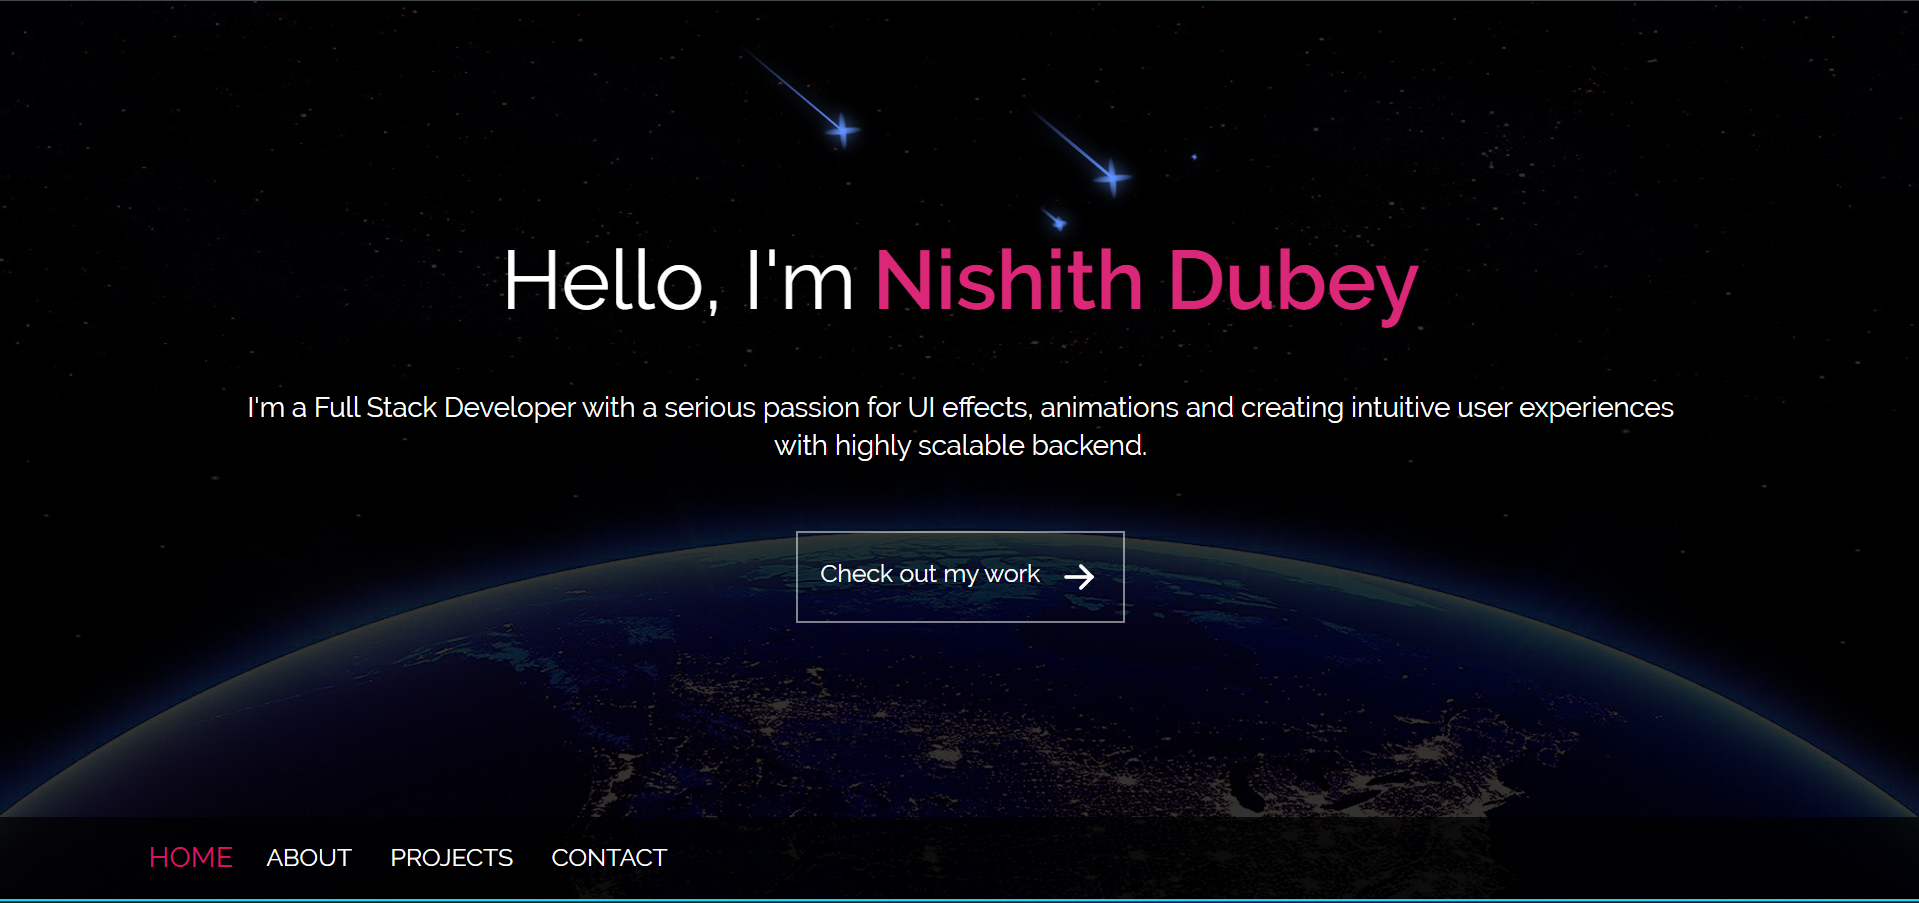 Hello, I'm Nishith Dubey
I'm a Full Stack Developer with a serious passion for UI effects, animations and creating intuitive user experiences
with highly scalable backend.
Check out my work
HOME ABOUT PROJECTS CONTACT